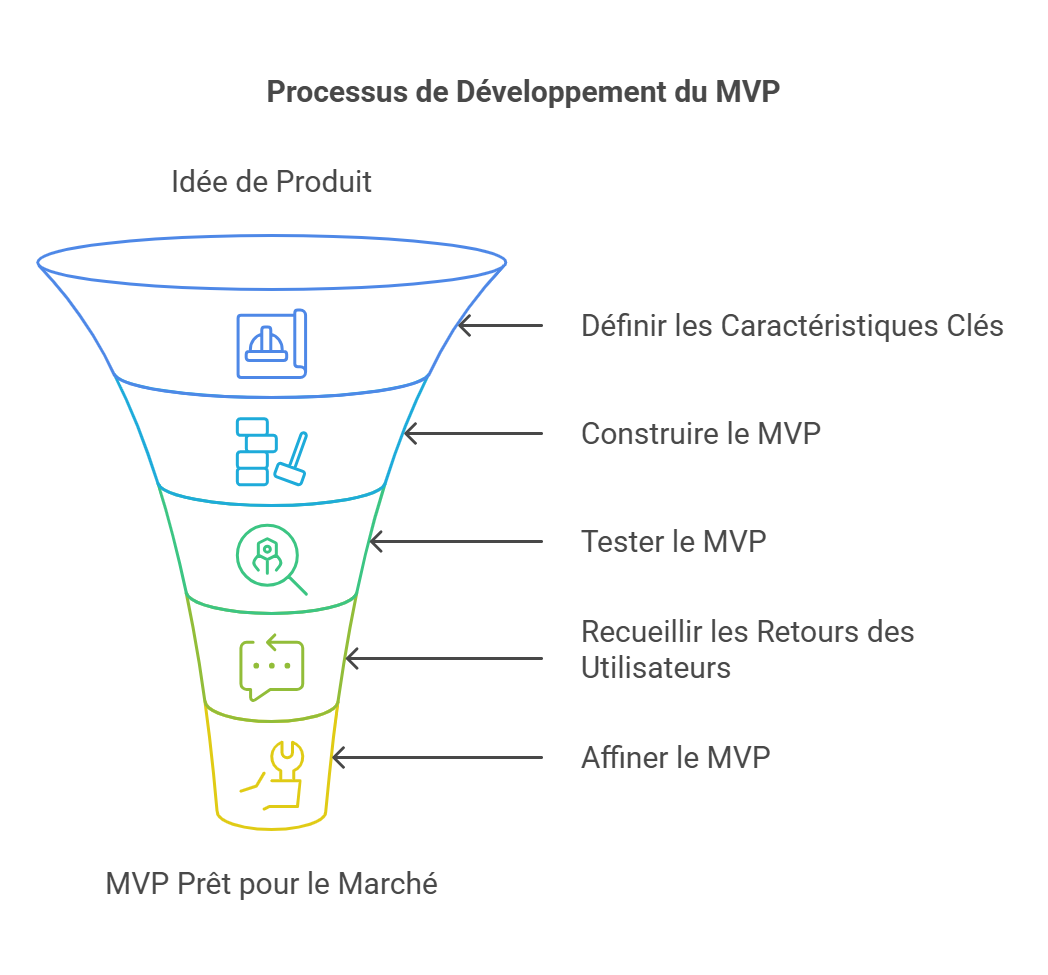 Processus de Développement du MVP
Idée de Produit
Définir les Caractéristiques Clés
Construire le MVP
Tester le MVP
Recueillir les Retours des
Utilisateurs
Affiner le MVP
MVP Prêt pour le Marché